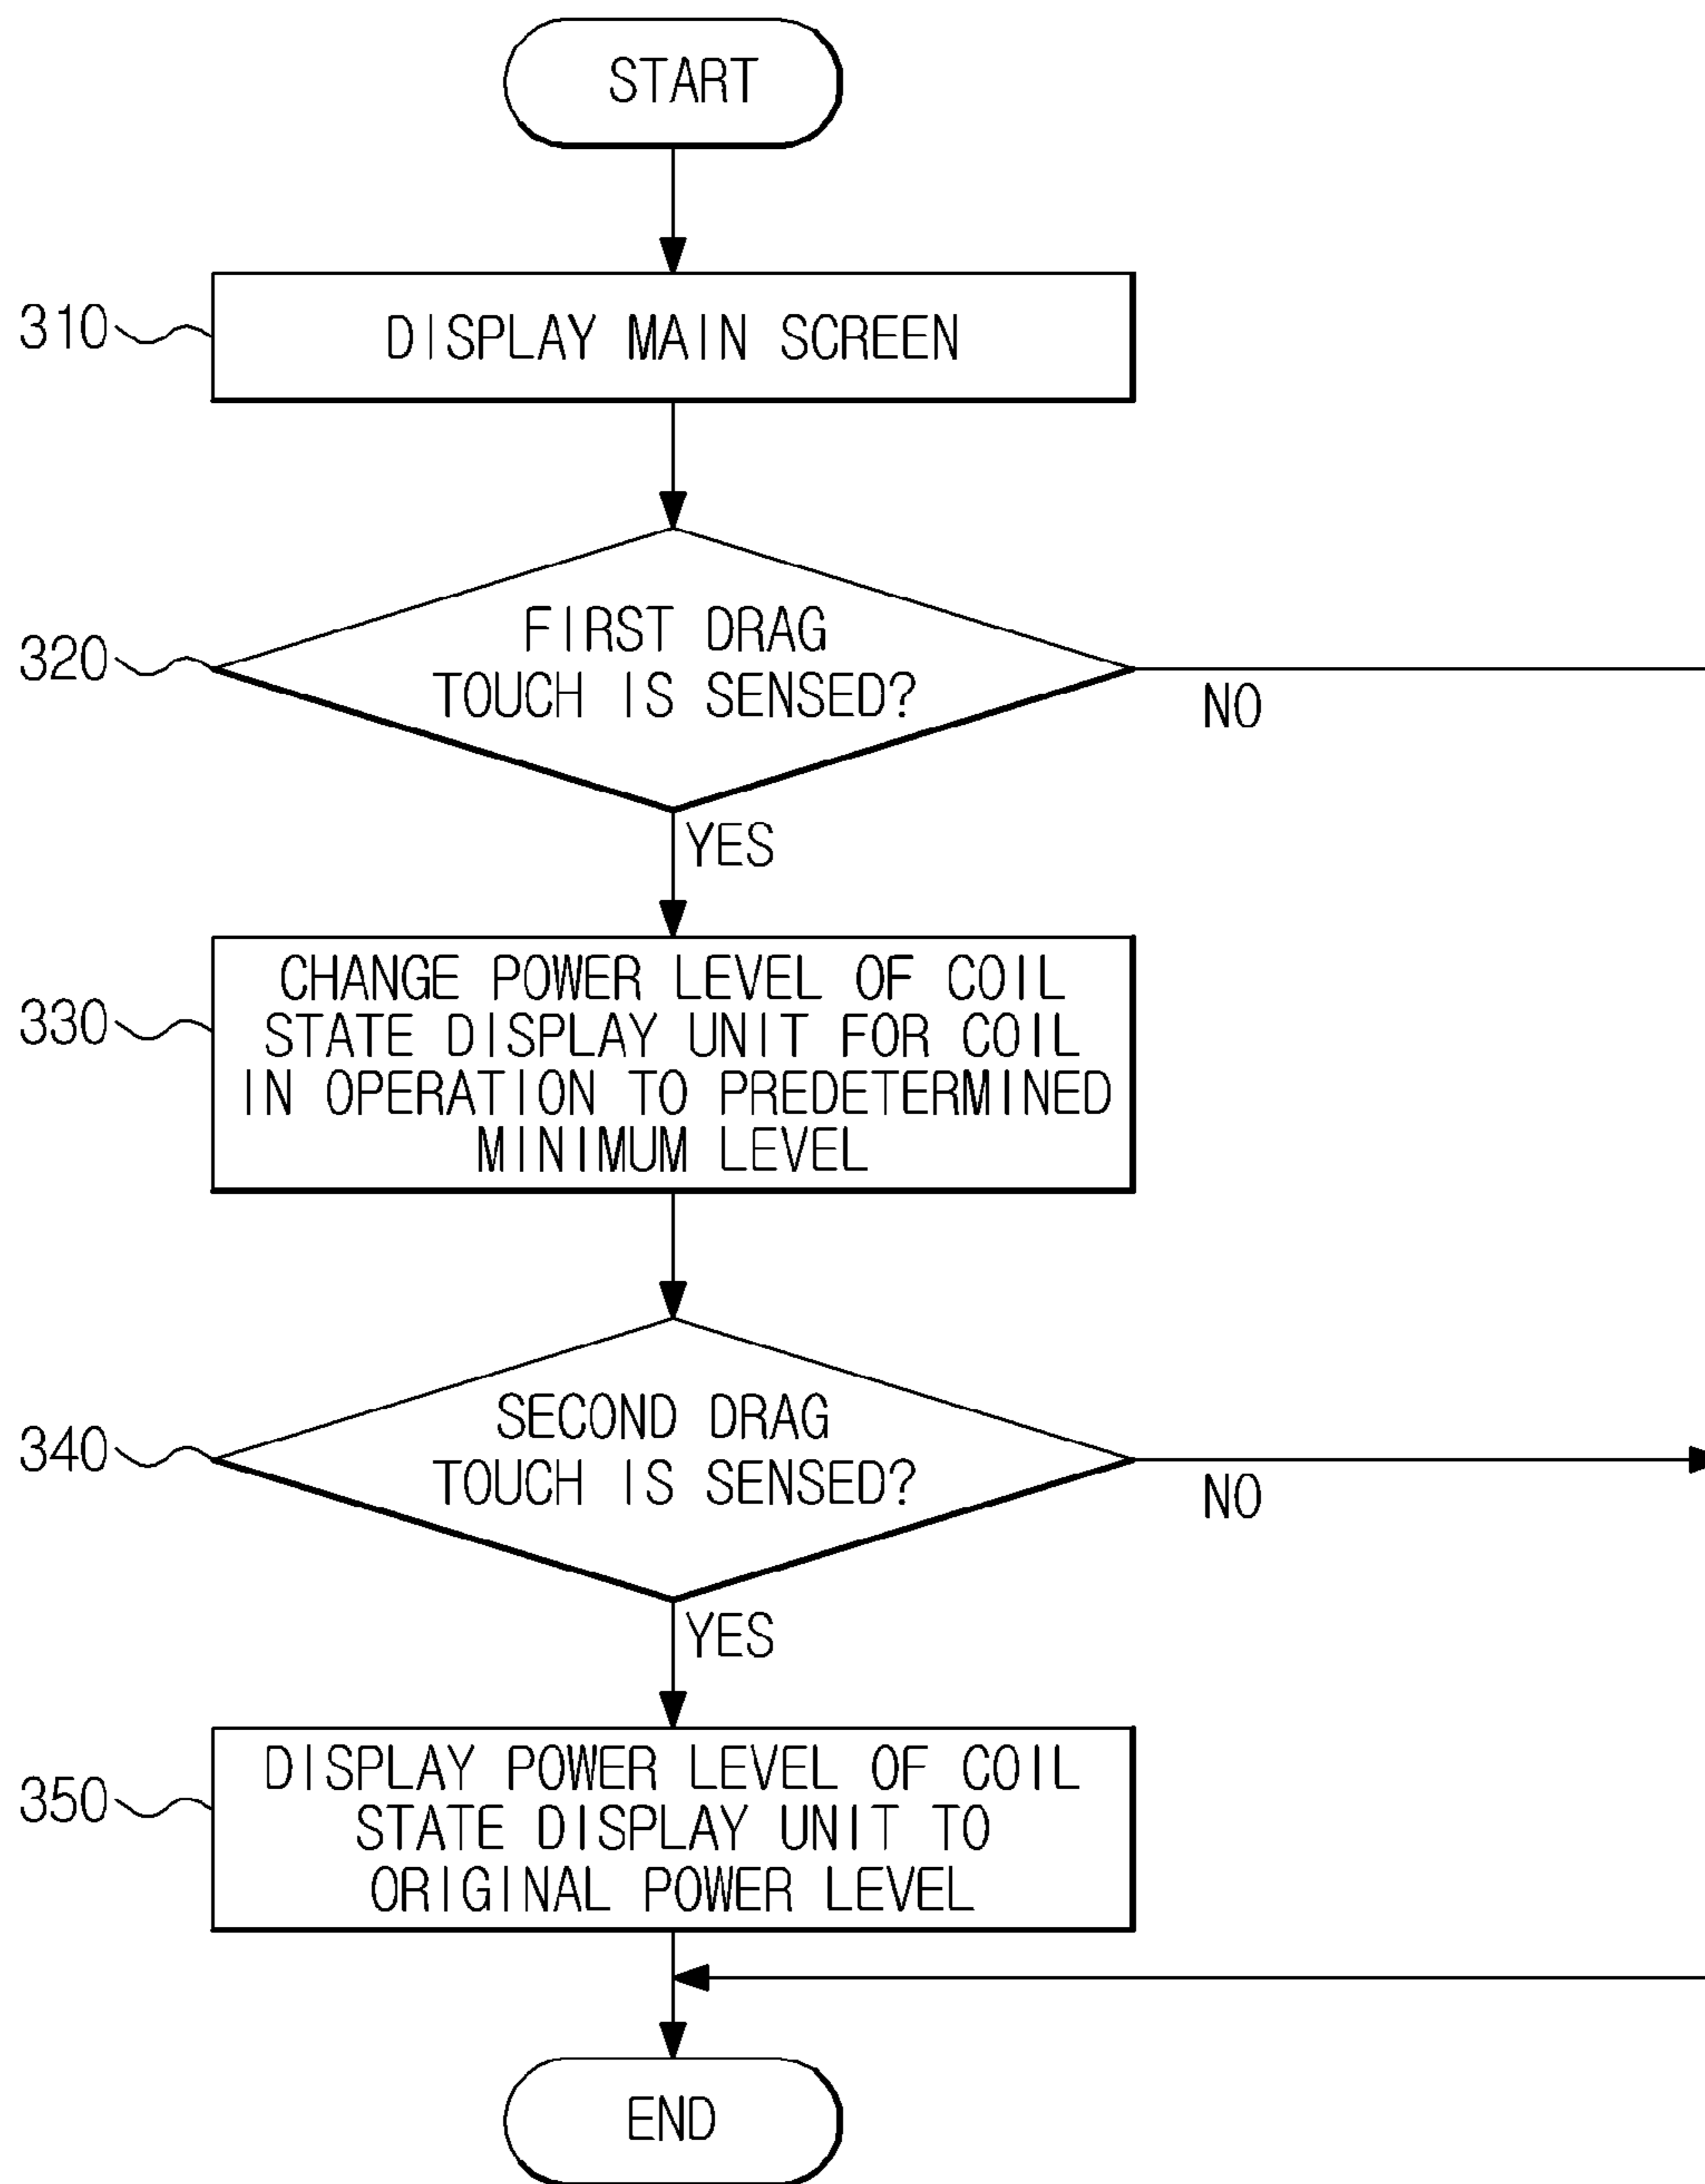 START
310
DISPLAY MAIN SCREEN
320
FIRST DRAG
TOUCH IS SENSED?
NO
YES
330
CHANGE POWER LEVEL OF COIL
STATE DISPLAY UNIT FOR COIL
IN OPERATION TO PREDETERMINED
MINIMUM LEVEL
340
SECOND DRAG
TOUCH IS SENSED?
NO
YES
350
DISPLAY POWER LEVEL OF COIL
STATE DISPLAY UNIT TO
ORIGINAL POWER LEVEL
END